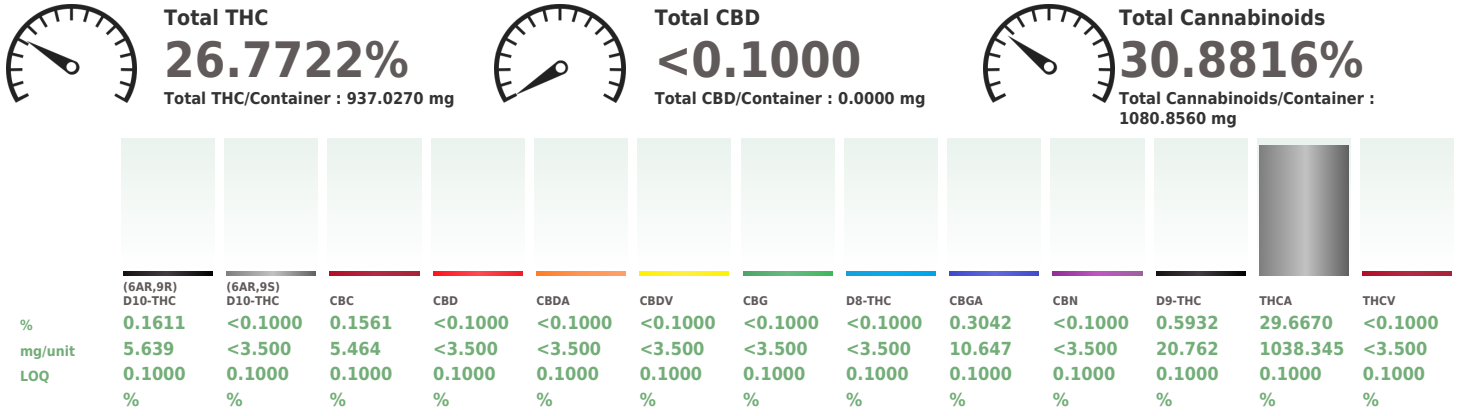 Total THC
26.7722%
Total THC/Container : 937.0270 mg
Total CBD
<0.1000
Total CBD/Container : 0.0000 mg
Total Cannabinoids
30.8816%
Total Cannabinoids/Container :
1080.8560 mg
(6AR,9R) (6AR,9S)
D10-THC D10-THC CBC CBD CBDA CBDV CBG D8-THC CBGA CBN D9-THC THCA THCV
% 0.1611 <0.1000 0.1561 <0.1000 <0.1000 <0.1000 <0.1000 <0.1000 0.3042 <0.1000 0.5932 29.6670 <0.1000
mg/unit 5.639 <3.500 5.464 <3.500 <3.500 <3.500 <3.500 <3.500 10.647 <3.500 20.762 1038.345 <3.500
LOQ 0.1000 0.1000 0.1000 0.1000 0.1000 0.1000 0.1000 0.1000 0.1000 0.1000 0.1000 0.1000 0.1000
% % % % % % % % % % % % %